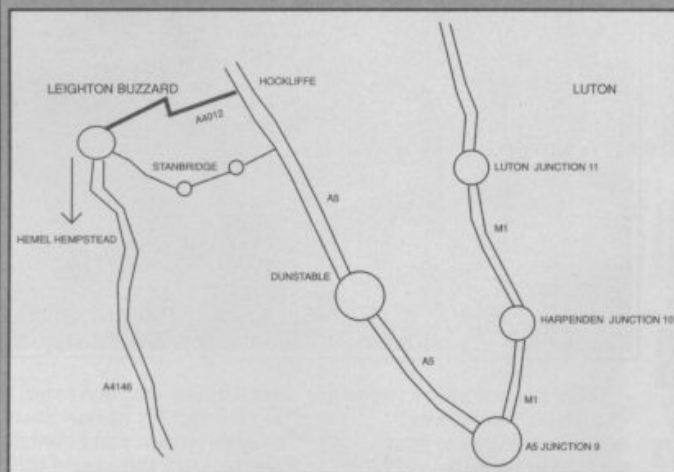 HOCKLIFFE
LEIGHTON BUZZARD
LUTON
A4012
STANBRIDGE
LUTON JUNCTION 11
A5
M1
HEMEL HEMPSTEAD
DUNSTABLE
HARPENDEN JUNCTION 10
A5
A4146
M1
A5 JUNCTION 9